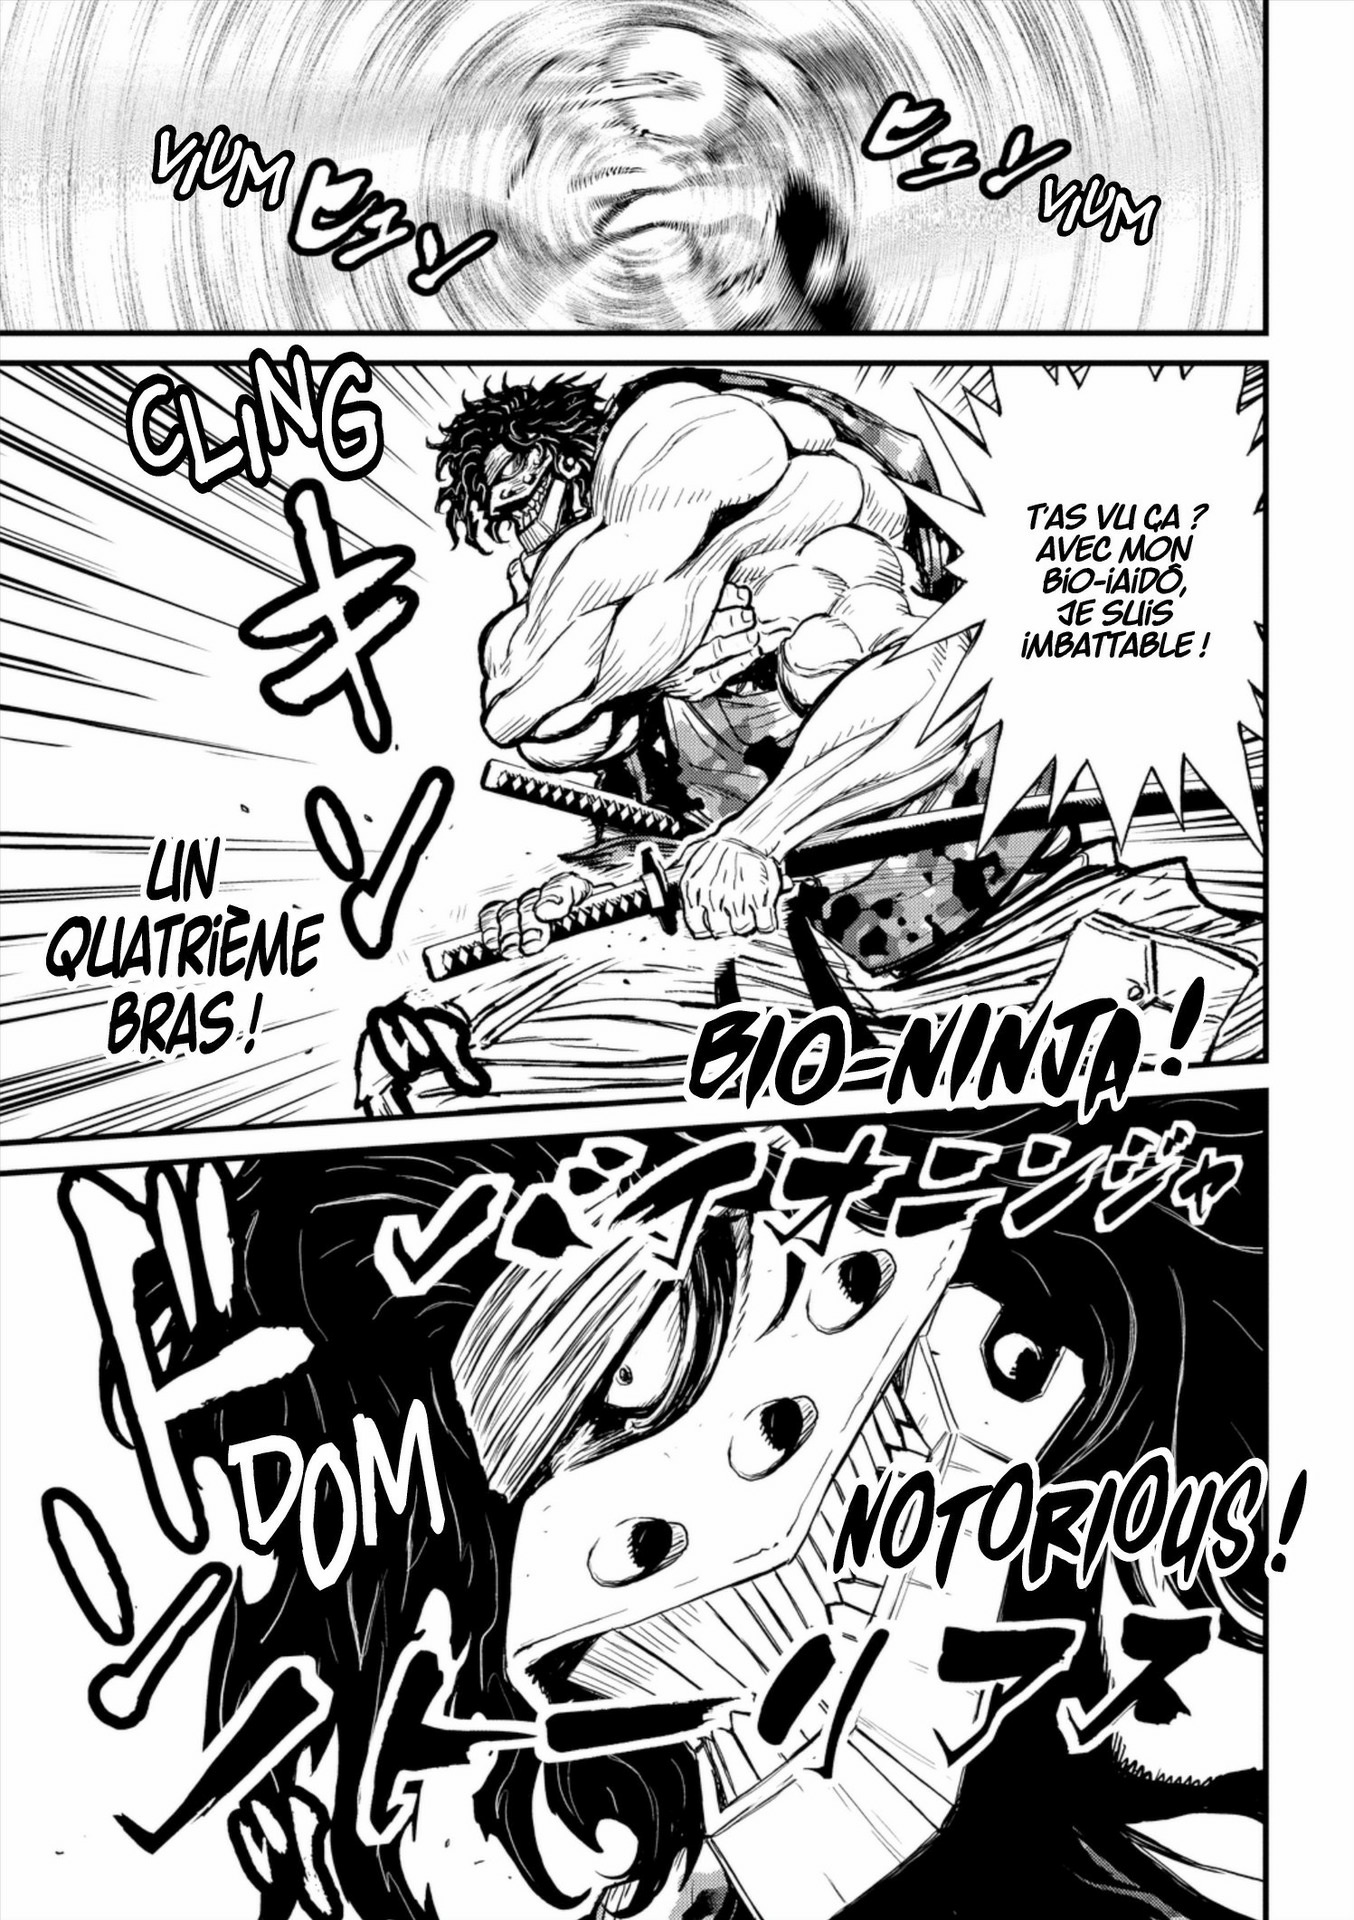 ヒュン
VIUM
VIUM
ヒュン
T'AS VU ÇA ?
AVEC MON
BIO-IAIDÔ,
JE SUIS
IMBATTABLE !
CLING
キン
UN
QUATRIÈME
BRAS !
BIO-NINJA !
バイオニンジャ
NOTORIOUS !
ノトーリアス
DOM
ドン
ド